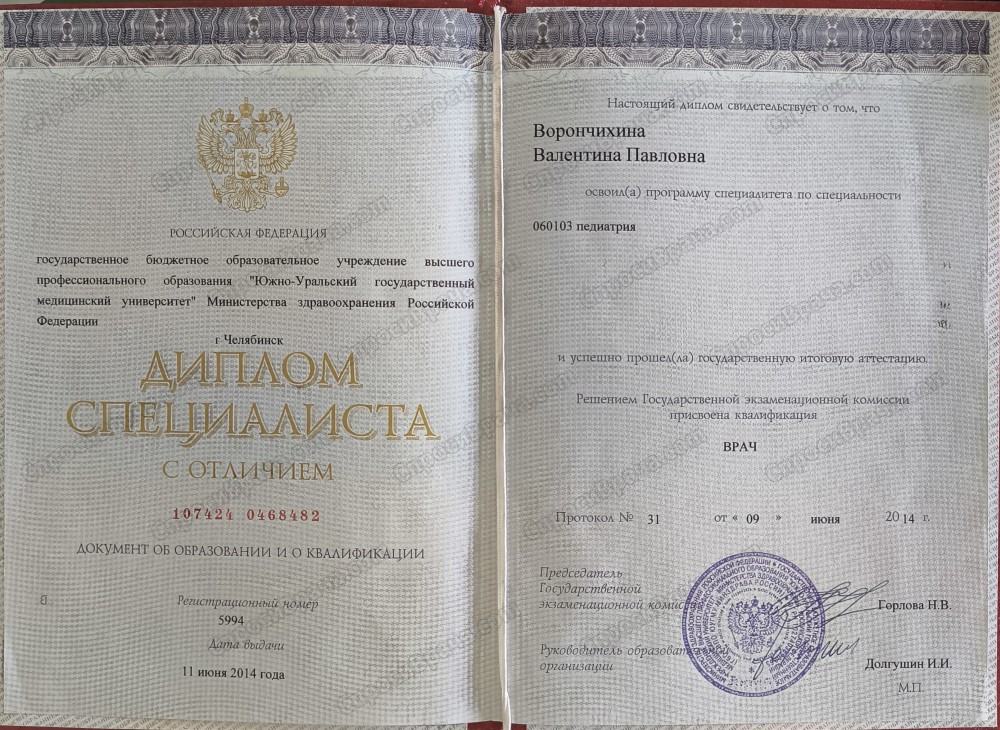 РОССИЙСКАЯ ФЕДЕРАЦИЯ
государственное бюджетное образовательное учреждение высшего
профессионального образования "Южно-Уральский государственный
медицинский университет" Министерства здравоохранения Российской
Федерации
г Челябинск
ДИПЛОМ
СПЕЦИАЛИСТА
С ОТЛИЧИЕМ
107424 0468482
ДОКУМЕНТ ОБ ОБРАЗОВАНИИ И О КВАЛИФИКАЦИИ
Регистрационный номер
5994
Дата выдачи
11 июня 2014 года
Настоящий диплом свидетельствует о том, что
Ворончихина
Валентина Павловна
освоил(а) программу специалитета по специальности
060103 педиатрия
и успешно прошел(ла) государственную итоговую аттестацию.
Решением Государственной экзаменационной комиссии
присвоена квалификация
ВРАЧ
Протокол № 31 от « 09 » июня 2014 г.
Председатель
Государственной
экзаменационной комиссии
Горлова Н.В.
Руководитель образовательной
организации
Долгушин И.И.
М.П.
СпросиВрача.com